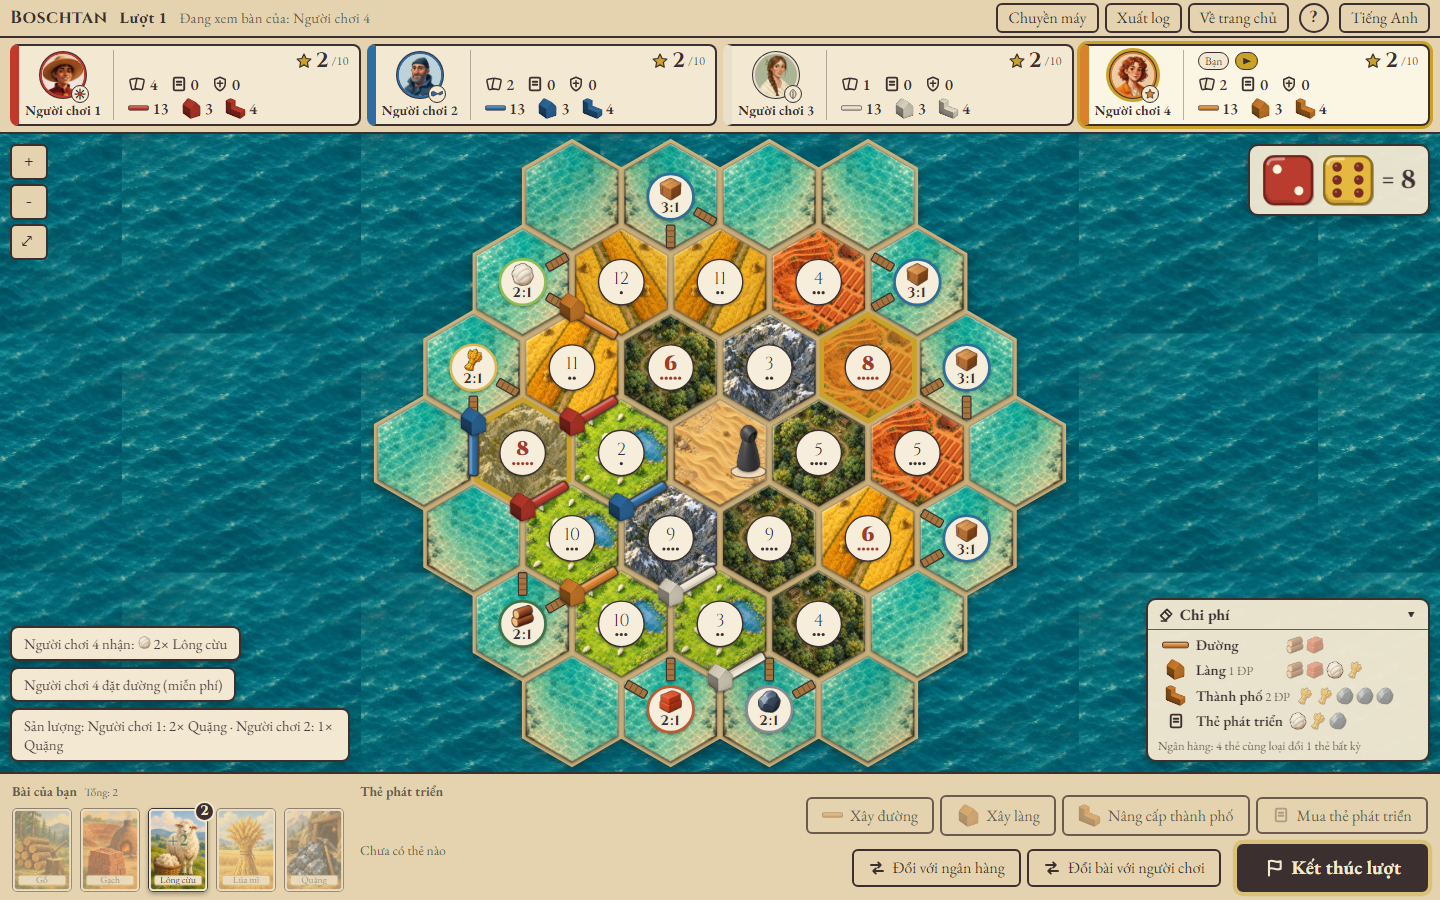 BOSCHTAN Lượt 1 Đang xem bàn của: Người chơi 4
Chuyền máy Xuất log Về trang chủ ? Tiếng Anh
Người chơi 1
2 /10
4 0 0
13 3 4
Người chơi 2
2 /10
2 0 0
13 3 4
Người chơi 3
2 /10
1 0 0
13 3 4
Người chơi 4
Bạn
2 /10
2 0 0
13 3 4
+
-
= 8
3:1
2:1 12 11 4 3:1
2:1 11 6 3 8 3:1
8 2 5 5
10 9 9 6 3:1
2:1 10 3 4
2:1 2:1
Người chơi 4 nhận: 2× Lông cừu
Người chơi 4 đặt đường (miễn phí)
Sản lượng: Người chơi 1: 2× Quặng · Người chơi 2: 1×
Quặng
Chi phí
Đường
Làng 1 ĐP
Thành phố 2 ĐP
Thẻ phát triển
Ngân hàng: 4 thẻ cùng loại đổi 1 thẻ bất kỳ
Bài của bạn Tổng: 2
2
+2
Gỗ Gạch Lông cừu Lúa mì Quặng
Thẻ phát triển
Chưa có thẻ nào
Xây đường Xây làng Nâng cấp thành phố Mua thẻ phát triển
Đổi với ngân hàng Đổi bài với người chơi Kết thúc lượt